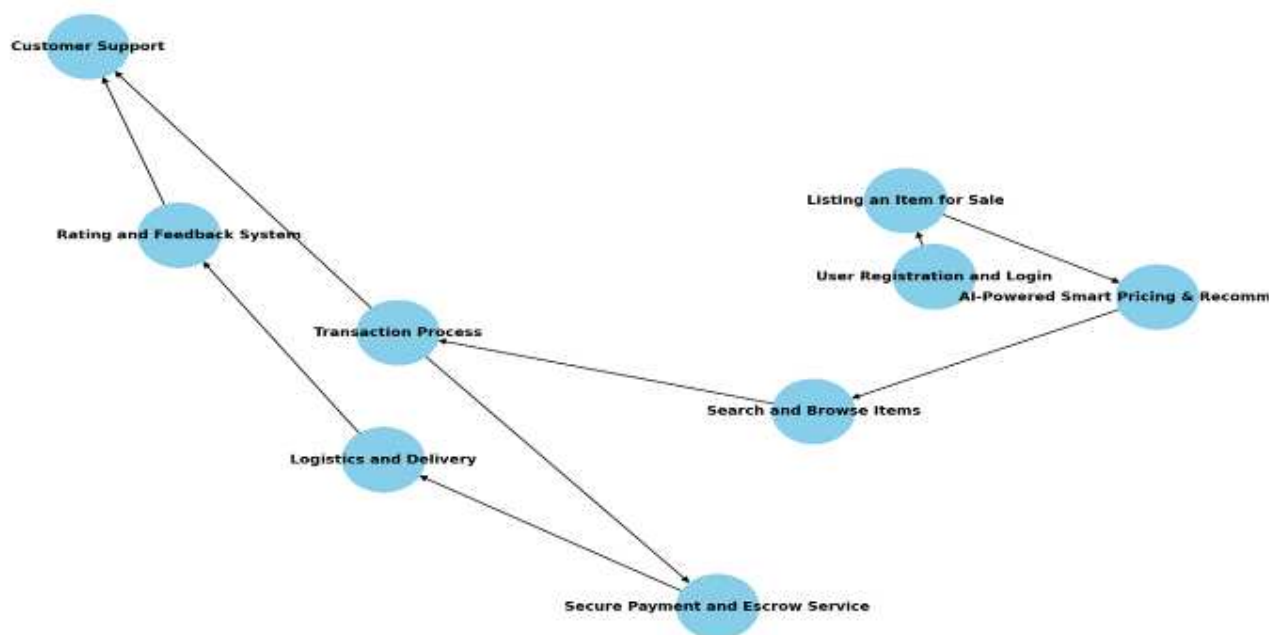 Customer Support
Listing an Item for Sale
Rating and Feedback System
User Registration and Login
AI-Powered Smart Pricing & Recomm
Transaction Process
Search and Browse Items
Logistics and Delivery
Secure Payment and Escrow Service